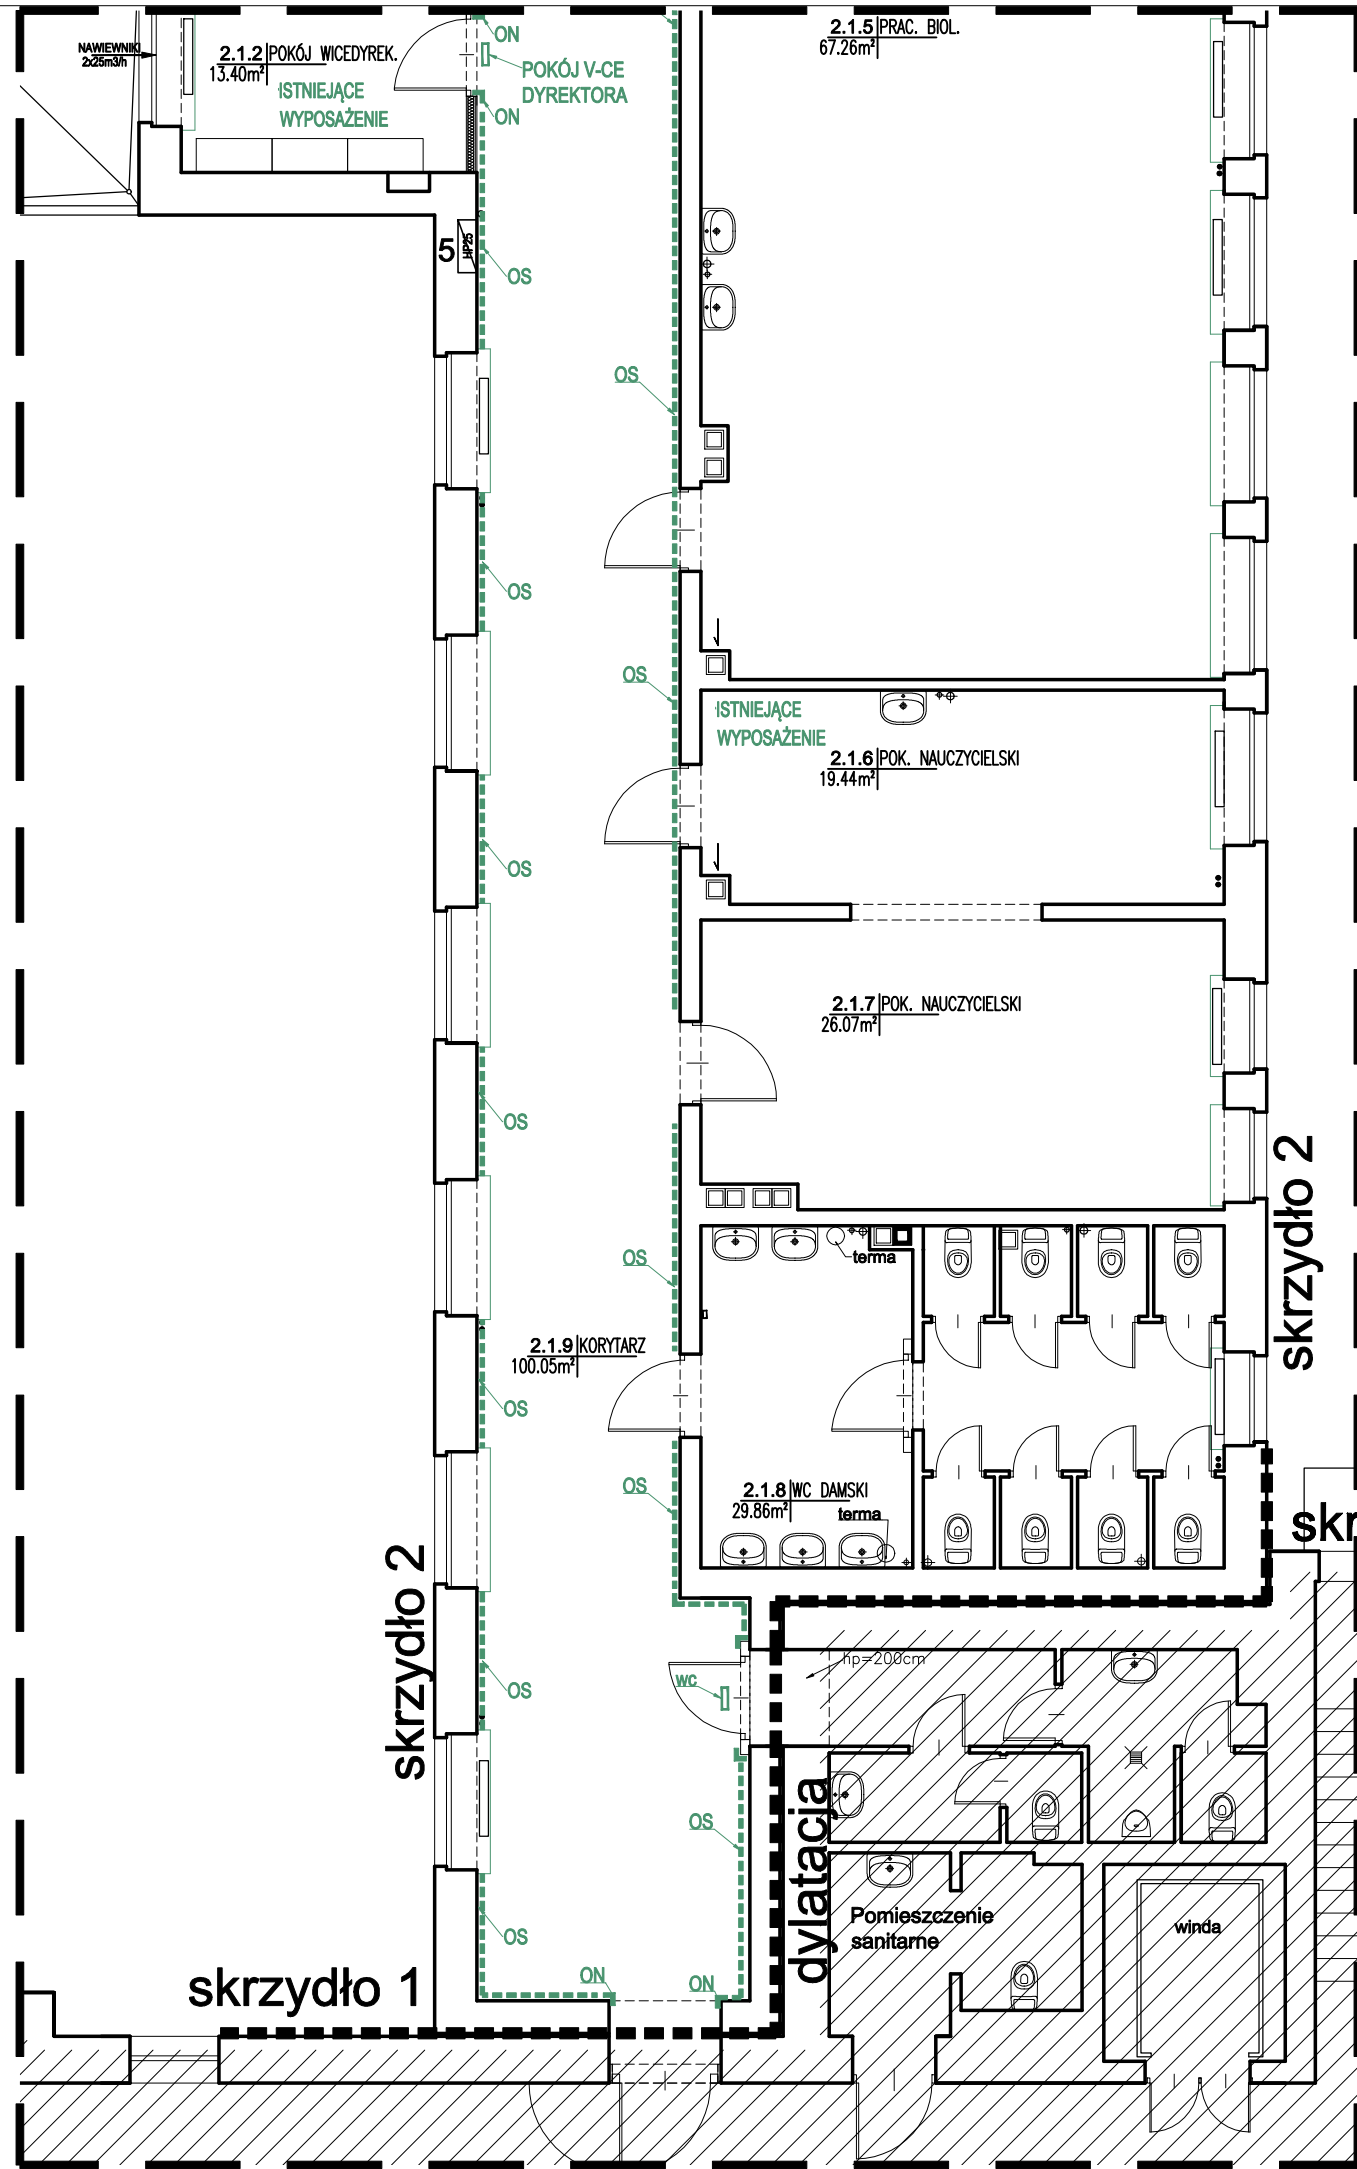 NAWIEWNIKI
2x25m3/h
2.1.2 POKÓJ WICEDYREK.
13.40m²
ISTNIEJĄCE
WYPOSAŻENIE
ON
POKÓJ V-CE
DYREKTORA
ON
2.1.5 PRAC. BIOL.
67.26m²
5
HP25
OS
OS
OS
OS
ISTNIEJĄCE
WYPOSAŻENIE
2.1.6 POK. NAUCZYCIELSKI
19.44m²
OS
2.1.7 POK. NAUCZYCIELSKI
26.07m²
OS
skrzydło 2
OS
terma
2.1.9 KORYTARZ
100.05m²
OS
OS
2.1.8 WC DAMSKI
29.86m²
terma
skr
skrzydło 2
hp=200cm
wc
OS
OS
dylatacja
Pomieszczenie
sanitarne
winda
OS
ON
ON
skrzydło 1